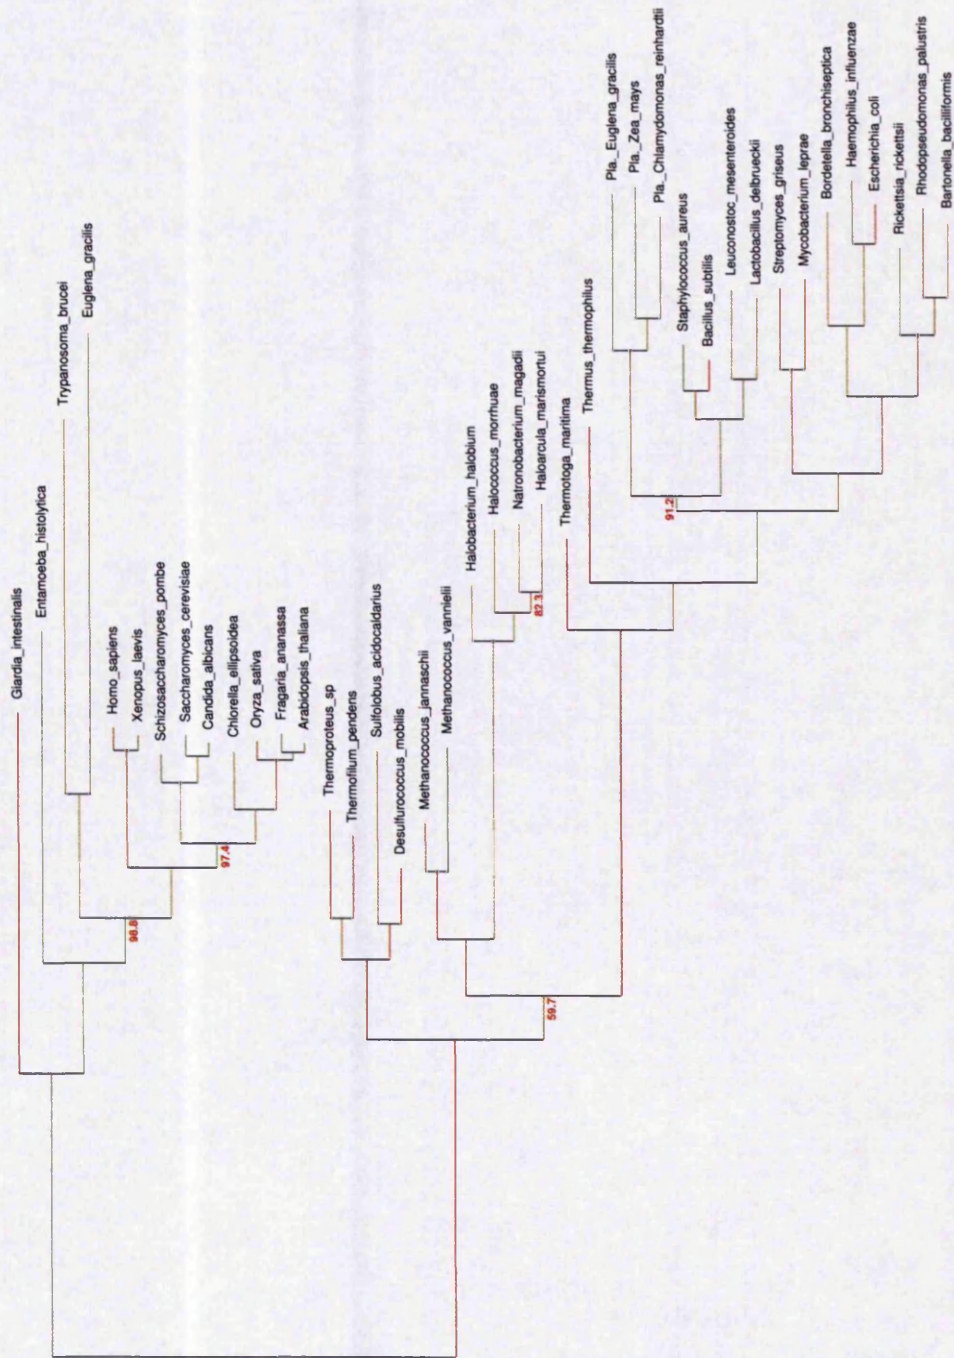 Giardia_intestinalis
Entamoeba_histolytica
Trypanosoma_brucei
Euglena_gracilis
98.8
Homo_sapiens
Xenopus_laevis
Schizosaccharomyces_pombe
Saccharomyces_cerevisiae
Candida_albicans
97.4
Chlorella_ellipsoidea
Oryza_sativa
Fragaria_ananassa
Arabidopsis_thaliana
Thermoproteus_sp
Thermofilum_pendens
Sulfolobus_acidocaldarius
Desulfurococcus_mobilis
Methanococcus_jannaschii
Methanococcus_vannielii
Halobacterium_halobium
Halococcus_morrhuae
Natronobacterium_magadii
Haloarcula_marismortui
82.3
59.7
Thermotoga_maritima
Thermus_thermophilus
Pla._Euglena_gracilis
Pla._Zea_mays
Pla._Chlamydomonas_reinhardtii
91.2
Staphylococcus_aureus
Bacillus_subtilis
Leuconostoc_mesenteroides
Lactobacillus_delbrueckii
Streptomyces_griseus
Mycobacterium_leprae
Bordetella_bronchiseptica
Haemophilus_influenzae
Escherichia_coli
Rickettsia_rickettsii
Rhodopseudomonas_palustris
Bartonella_bacilliformis